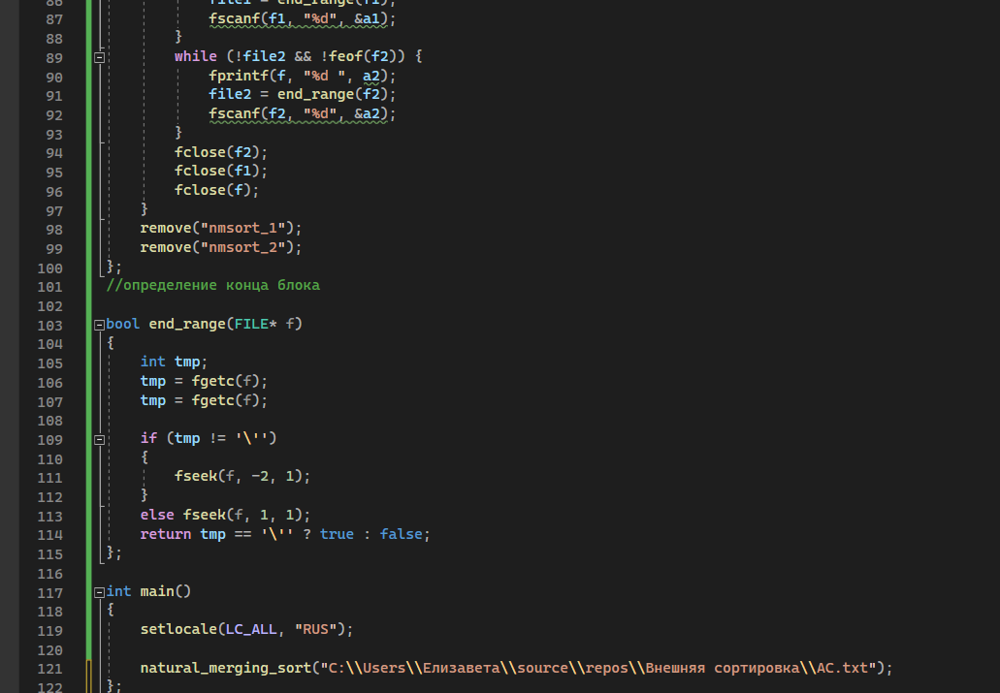 86 file1 = end_range(f1);
87 fscanf(f1, "%d", &a1);
88 }
89 while (!file2 && !feof(f2)) {
90 fprintf(f, "%d ", a2);
91 file2 = end_range(f2);
92 fscanf(f2, "%d", &a2);
93 }
94 fclose(f2);
95 fclose(f1);
96 fclose(f);
97 }
98 remove("nmsort_1");
99 remove("nmsort_2");
100 };
101 //определение конца блока
102
103 bool end_range(FILE* f)
104 {
105 int tmp;
106 tmp = fgetc(f);
107 tmp = fgetc(f);
108
109 if (tmp != '\'')
110 {
111 fseek(f, -2, 1);
112 }
113 else fseek(f, 1, 1);
114 return tmp == '\'' ? true : false;
115 };
116
117 int main()
118 {
119 setlocale(LC_ALL, "RUS");
120
121 natural_merging_sort("C:\\Users\\Елизавета\\source\\repos\\Внешняя сортировка\\AC.txt");
122 };